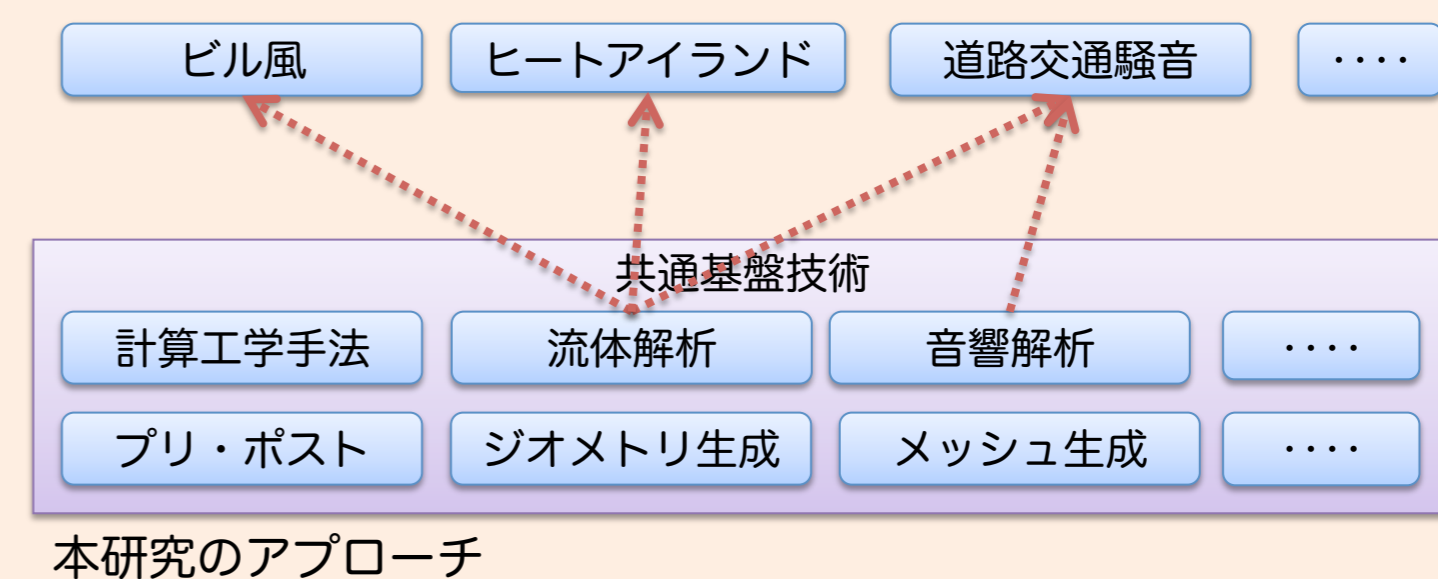 ビル風 ヒートアイランド 道路交通騒音 ‥‥
共通基盤技術
計算工学手法 流体解析 音響解析 ‥‥
プリ・ポスト ジオメトリ生成 メッシュ生成 ‥‥
本研究のアプローチ